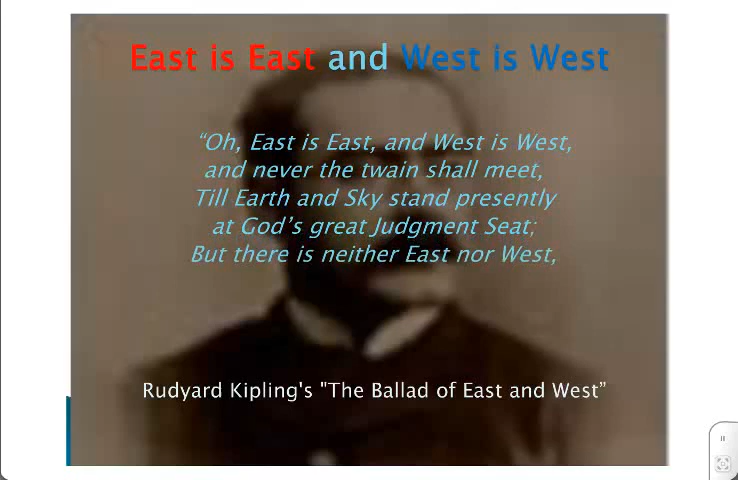 East is East and West is West
“Oh, East is East, and West is West,
and never the twain shall meet,
Till Earth and Sky stand presently
at God’s great Judgment Seat;
But there is neither East nor West,
Rudyard Kipling's "The Ballad of East and West”